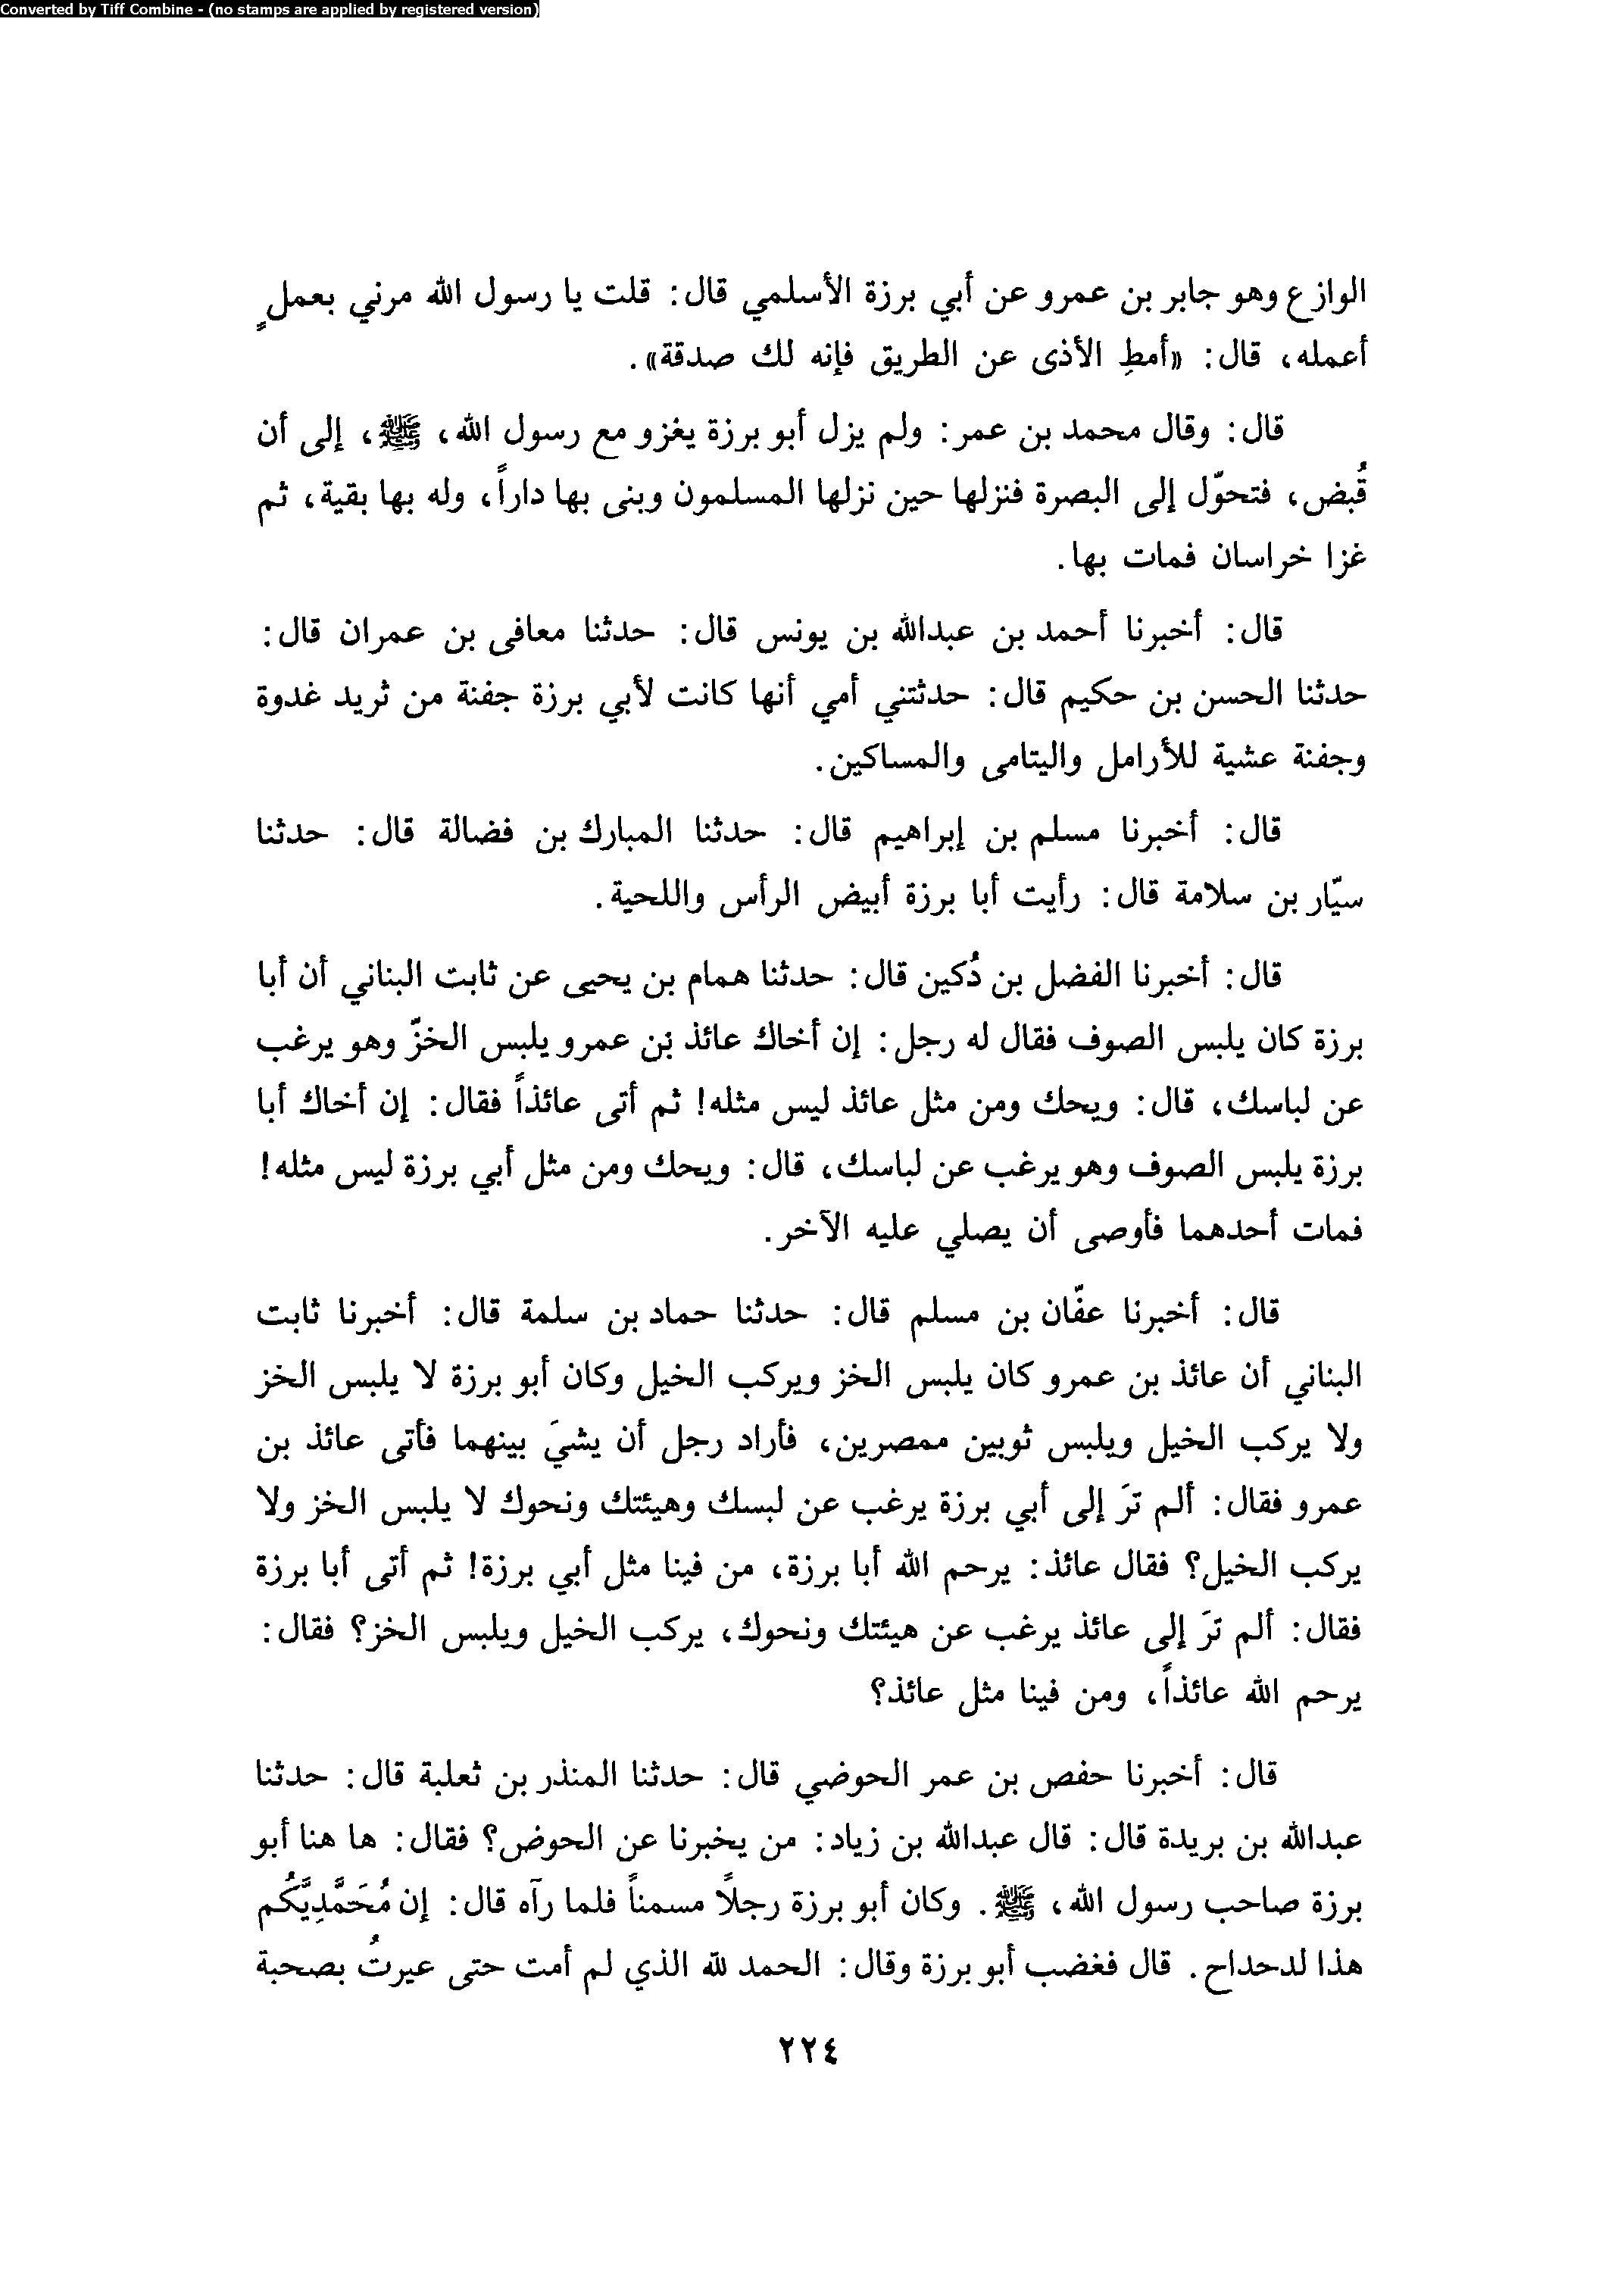 Converted by Tiff Combine - (no stamps are applied by registered version)
الوازع وهو جابر بن عمرو عن أبي برزة الأسلمي قال: قلت يا رسول الله مرني بعملٍ
أعمله، قال: «أمطِ الأذى عن الطريق فإنه لك صدقة».
قال: وقال محمد بن عمر: ولم يزل أبو برزة يغزو مع رسول الله، ﷺ، إلى أن
قُبض، فتحوّل إلى البصرة فنزلها حين نزلها المسلمون وبنى بها داراً، وله بها بقية، ثم
غزا خراسان فمات بها.
قال: أخبرنا أحمد بن عبدالله بن يونس قال: حدثنا معافى بن عمران قال:
حدثنا الحسن بن حكيم قال: حدثتني أمي أنها كانت لأبي برزة جفنة من ثريد غدوة
وجفنة عشية للأرامل واليتامى والمساكين.
قال: أخبرنا مسلم بن إبراهيم قال: حدثنا المبارك بن فضالة قال: حدثنا
سيّار بن سلامة قال: رأيت أبا برزة أبيض الرأس واللحية.
قال: أخبرنا الفضل بن دُكين قال: حدثنا همام بن يحيى عن ثابت البناني أن أبا
برزة كان يلبس الصوف فقال له رجل: إن أخاك عائذ بن عمرو يلبس الخزّ وهو يرغب
عن لباسك، قال: ويحك ومن مثل عائذ ليس مثله! ثم أتى عائذاً فقال: إن أخاك أبا
برزة يلبس الصوف وهو يرغب عن لباسك، قال: ويحك ومن مثل أبي برزة ليس مثله!
فمات أحدهما فأوصى أن يصلي عليه الآخر.
قال: أخبرنا عفّان بن مسلم قال: حدثنا حماد بن سلمة قال: أخبرنا ثابت
البناني أن عائذ بن عمرو كان يلبس الخز ويركب الخيل وكان أبو برزة لا يلبس الخز
ولا يركب الخيل ويلبس ثوبين ممصرين، فأراد رجل أن يشيَ بينهما فأتى عائذ بن
عمرو فقال: ألم ترَ إلى أبي برزة يرغب عن لبسك وهيئتك ونحوك لا يلبس الخز ولا
يركب الخيل؟ فقال عائذ: يرحم الله أبا برزة، من فينا مثل أبي برزة! ثم أتى أبا برزة
فقال: ألم ترَ إلى عائذ يرغب عن هيئتك ونحوك، يركب الخيل ويلبس الخز؟ فقال:
يرحم الله عائذاً، ومن فينا مثل عائذ؟
قال: أخبرنا حفص بن عمر الحوضي قال: حدثنا المنذر بن ثعلبة قال: حدثنا
عبدالله بن بريدة قال: قال عبدالله بن زياد: من يخبرنا عن الحوض؟ فقال: ها هنا أبو
برزة صاحب رسول الله، ﷺ. وكان أبو برزة رجلاً مسمناً فلما رآه قال: إن مُحَمَّدِيَّكُم
هذا لدحداح. قال فغضب أبو برزة وقال: الحمد لله الذي لم أمت حتى عيرتُ بصحبة
٢٢٤